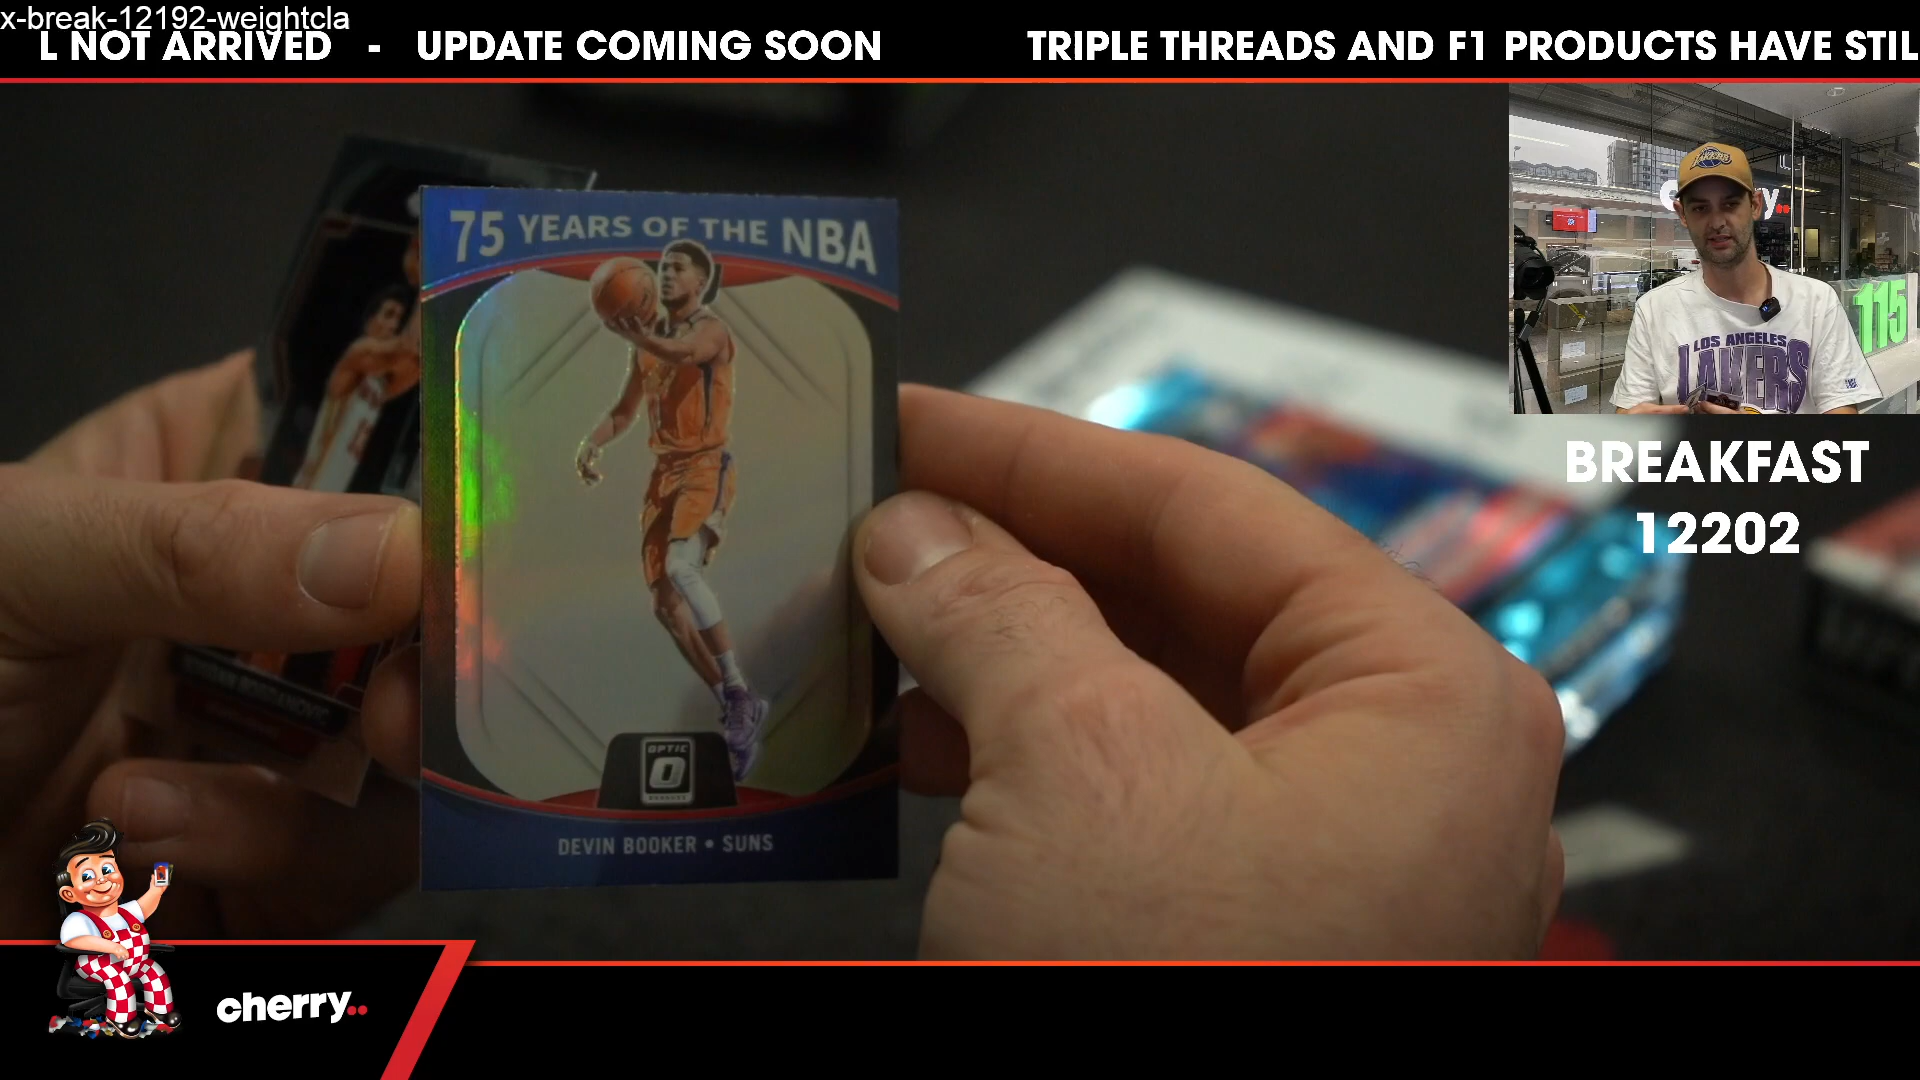 x-break-12192-weightcla
L NOT ARRIVED - UPDATE COMING SOON TRIPLE THREADS AND F1 PRODUCTS HAVE STIL
75 YEARS OF THE NBA
OPTIC
DEVIN BOOKER • SUNS
LAKERS
LOS ANGELES
LAKERS
115
BREAKFAST
12202
cherry..